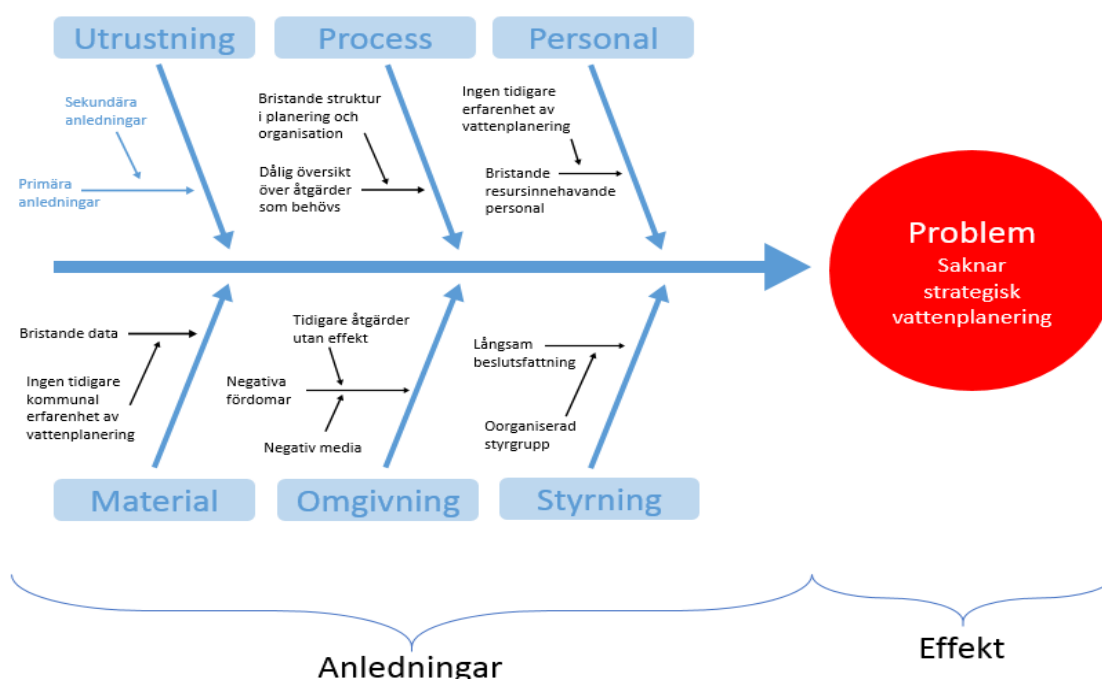 Utrustning
Process
Personal
Sekundära
anledningar
Primära
anledningar
Bristande struktur
i planering och
organisation
Dålig översikt
över åtgärder
som behövs
Ingen tidigare
erfarenhet av
vattenplanering
Bristande
resursinnehavande
personal
Problem
Saknar
strategisk
vattenplanering
Bristande data
Ingen tidigare
kommunal
erfarenhet av
vattenplanering
Tidigare åtgärder
utan effekt
Negativa
fördomar
Negativ media
Långsam
beslutsfattning
Oorganiserad
styrgrupp
Material
Omgivning
Styrning
Anledningar
Effekt